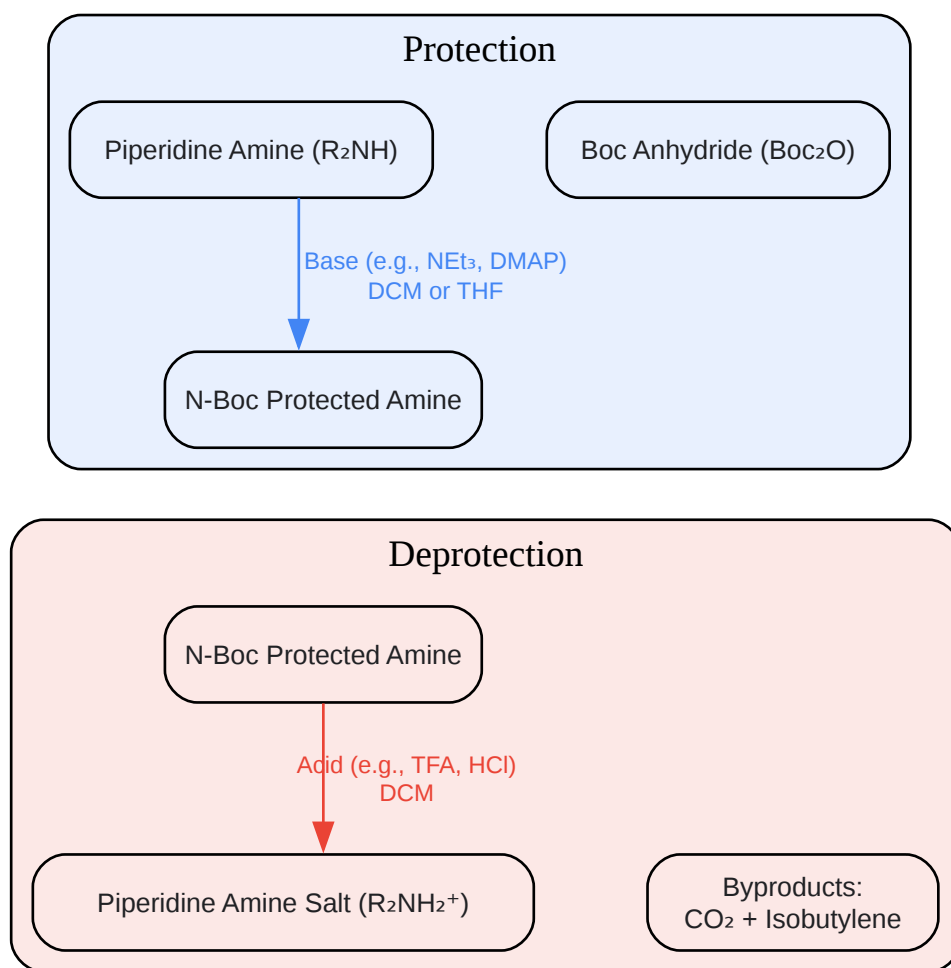 Protection
Piperidine Amine (R₂NH)
Boc Anhydride (Boc₂O)
Base (e.g., NEt₃, DMAP)
DCM or THF
N-Boc Protected Amine
Deprotection
N-Boc Protected Amine
Acid (e.g., TFA, HCl)
DCM
Piperidine Amine Salt (R₂NH₂⁺)
Byproducts:
CO₂ + Isobutylene